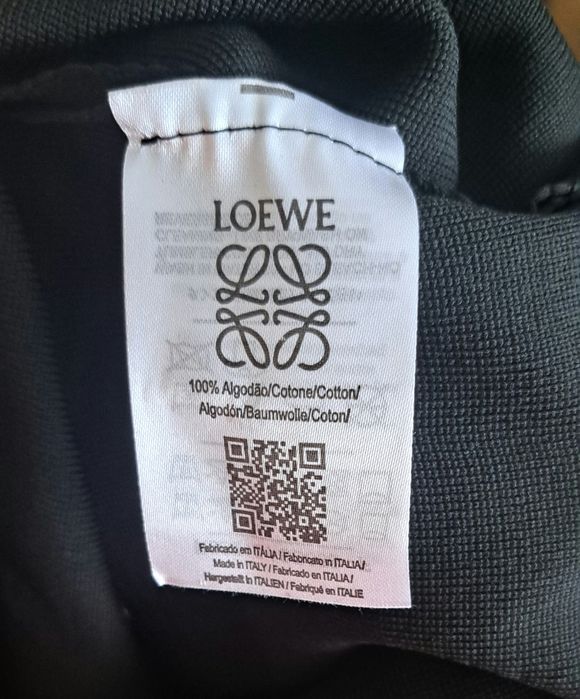 LOEWE
100% Algodão/Cotone/Cotton/
Algodón/Baumwolle/Coton/
Fabricado em ITÁLIA / Fabbricato in ITALIA/
Made in ITALY / Fabricado en ITALIA/
Hergestellt in ITALIEN / Fabriqué en ITALIE